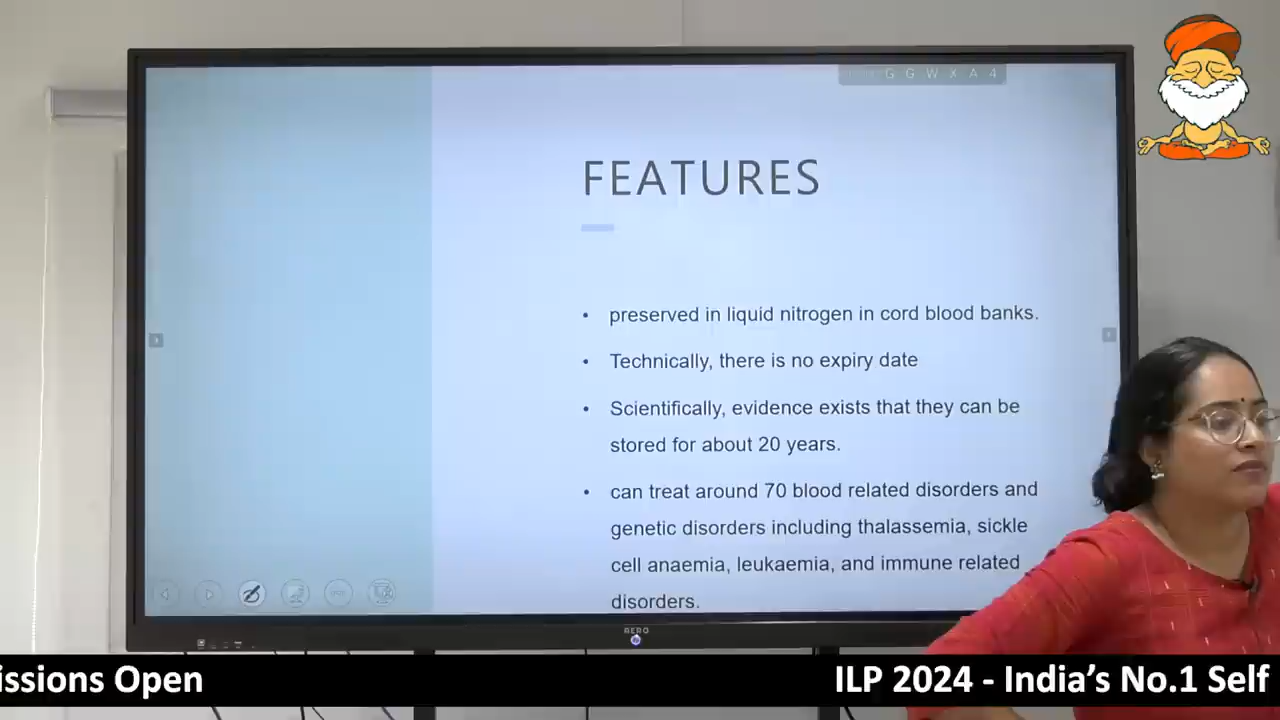 G G W X A 4
FEATURES
• preserved in liquid nitrogen in cord blood banks.
• Technically, there is no expiry date
• Scientifically, evidence exists that they can be
stored for about 20 years.
• can treat around 70 blood related disorders and
genetic disorders including thalassemia, sickle
cell anaemia, leukaemia, and immune related
disorders.
issions Open
ILP 2024 - India's No.1 Self